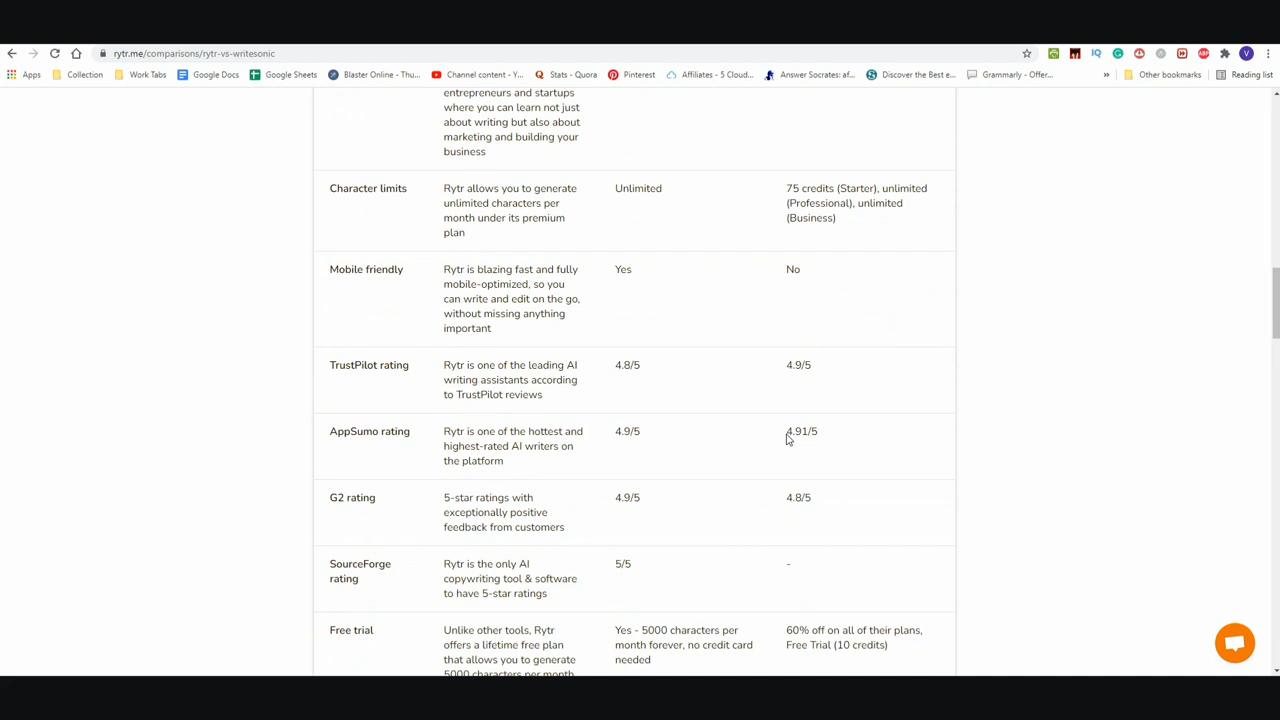 rytr.me/comparisons/rytr-vs-writesonic
Apps
Collection
Work Tabs
Google Docs
Google Sheets
Blaster Online - Thu...
Channel content - Y...
Stats - Quora
Pinterest
Affiliates - 5 Cloud...
Answer Socrates: af...
Discover the Best e...
Grammarly - Offer...
»
Other bookmarks
Reading list
entrepreneurs and startups
where you can learn not just
about writing but also about
marketing and building your
business
Character limits
Rytr allows you to generate
unlimited characters per
month under its premium
plan
Unlimited
75 credits (Starter), unlimited
(Professional), unlimited
(Business)
Mobile friendly
Rytr is blazing fast and fully
mobile-optimized, so you
can write and edit on the go,
without missing anything
important
Yes
No
TrustPilot rating
Rytr is one of the leading AI
writing assistants according
to TrustPilot reviews
4.8/5
4.9/5
AppSumo rating
Rytr is one of the hottest and
highest-rated AI writers on
the platform
4.9/5
4.91/5
G2 rating
5-star ratings with
exceptionally positive
feedback from customers
4.9/5
4.8/5
SourceForge
rating
Rytr is the only AI
copywriting tool & software
to have 5-star ratings
5/5
-
Free trial
Unlike other tools, Rytr
offers a lifetime free plan
that allows you to generate
5000 characters per month
Yes - 5000 characters per
month forever, no credit card
needed
60% off on all of their plans,
Free Trial (10 credits)